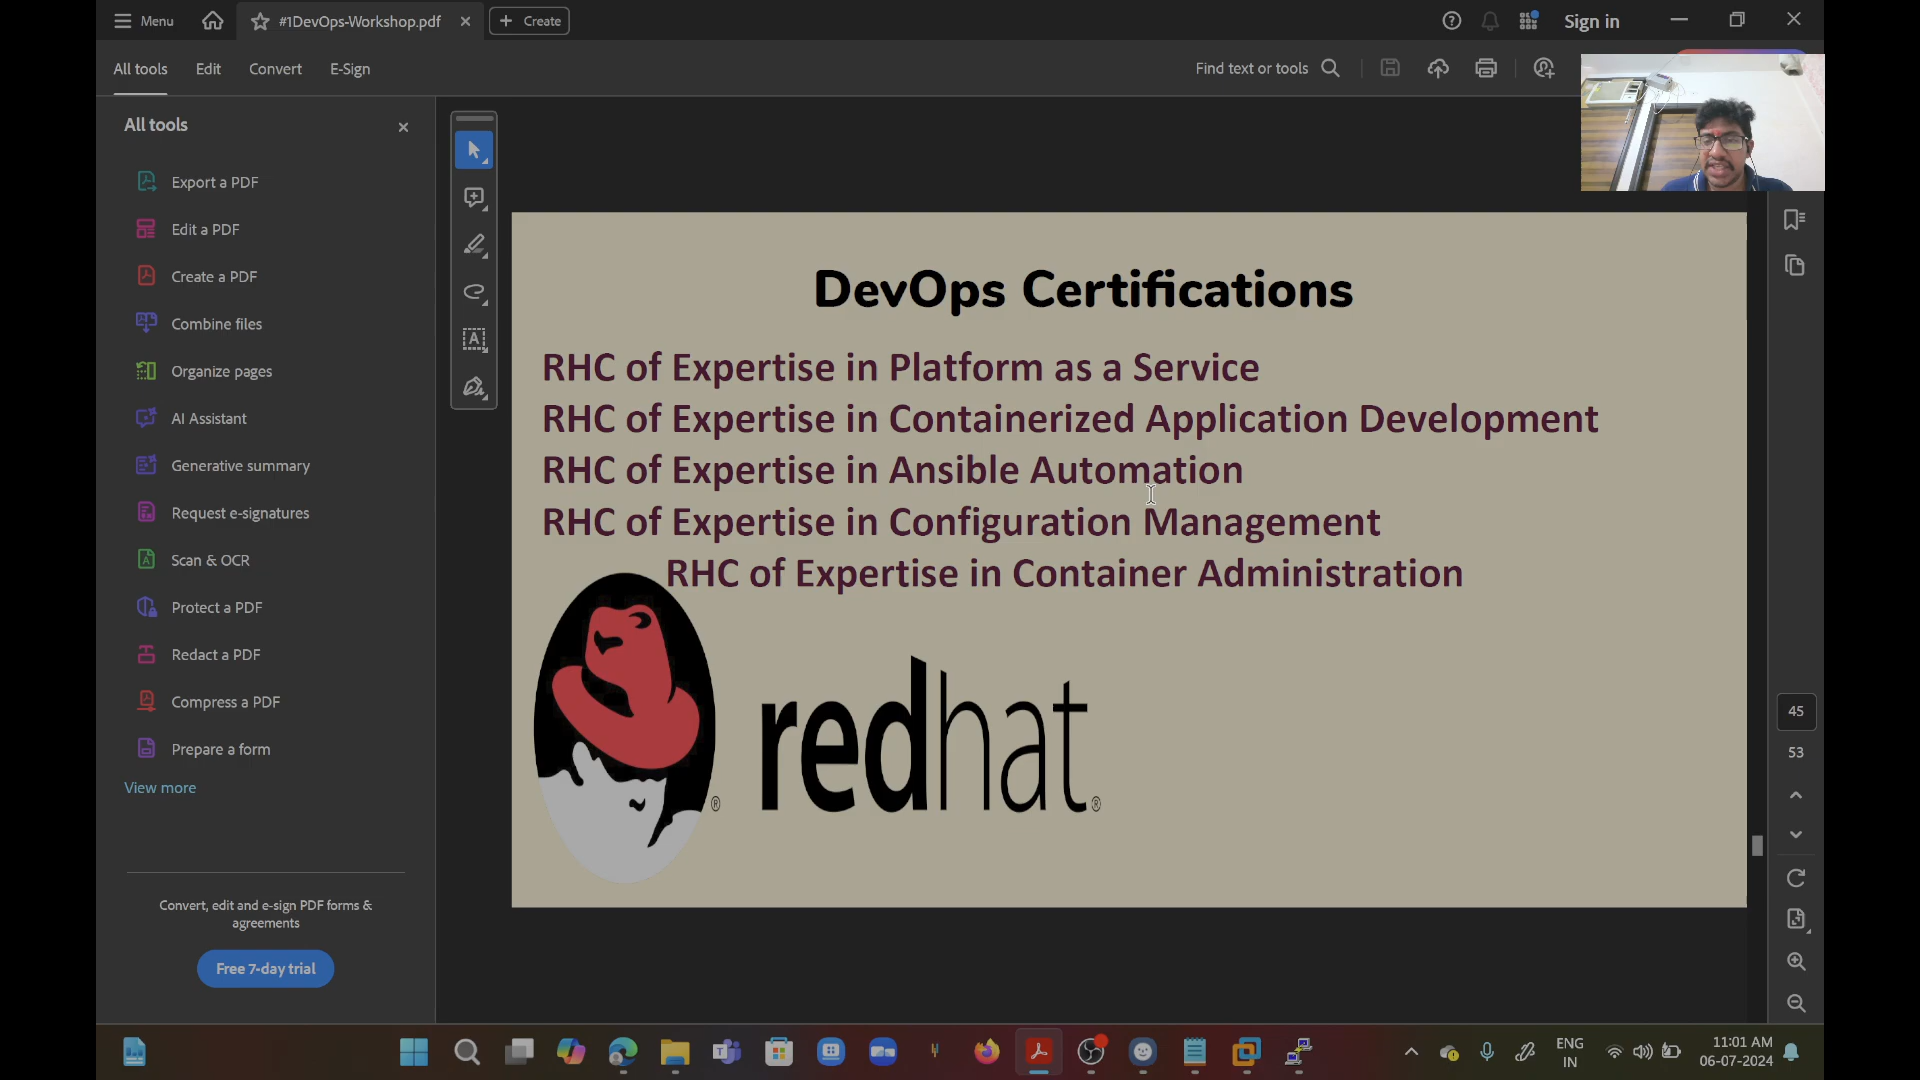 Menu
#1DevOps-Workshop.pdf
Create
Sign in
All tools
Edit
Convert
E-Sign
Find text or tools
All tools
Export a PDF
Edit a PDF
Create a PDF
Combine files
Organize pages
AI Assistant
Generative summary
Request e-signatures
Scan & OCR
Protect a PDF
Redact a PDF
Compress a PDF
Prepare a form
View more
Convert, edit and e-sign PDF forms &
agreements
Free 7-day trial
DevOps Certifications
RHC of Expertise in Platform as a Service
RHC of Expertise in Containerized Application Development
RHC of Expertise in Ansible Automation
RHC of Expertise in Configuration Management
RHC of Expertise in Container Administration
redhat
45
53
ENG
IN
11:01 AM
06-07-2024